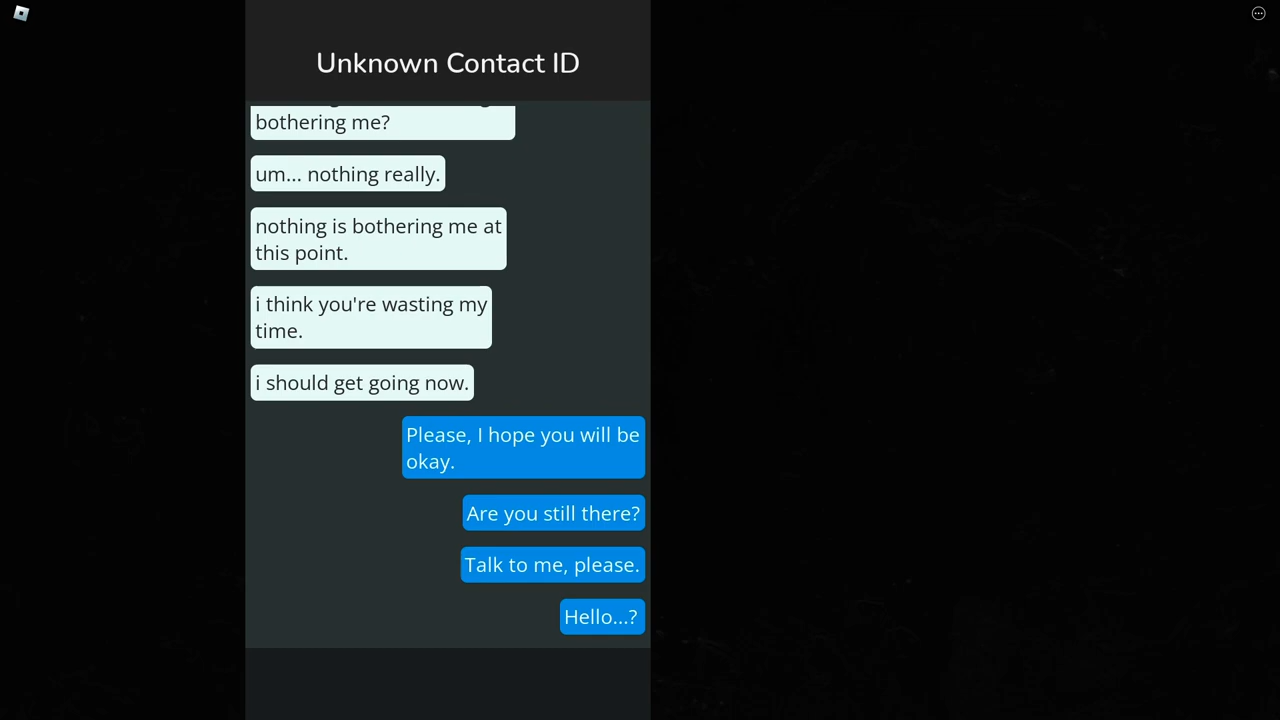 Unknown Contact ID
bothering me?
um... nothing really.
nothing is bothering me at
this point.
i think you're wasting my
time.
i should get going now.
Please, I hope you will be
okay.
Are you still there?
Talk to me, please.
Hello...?